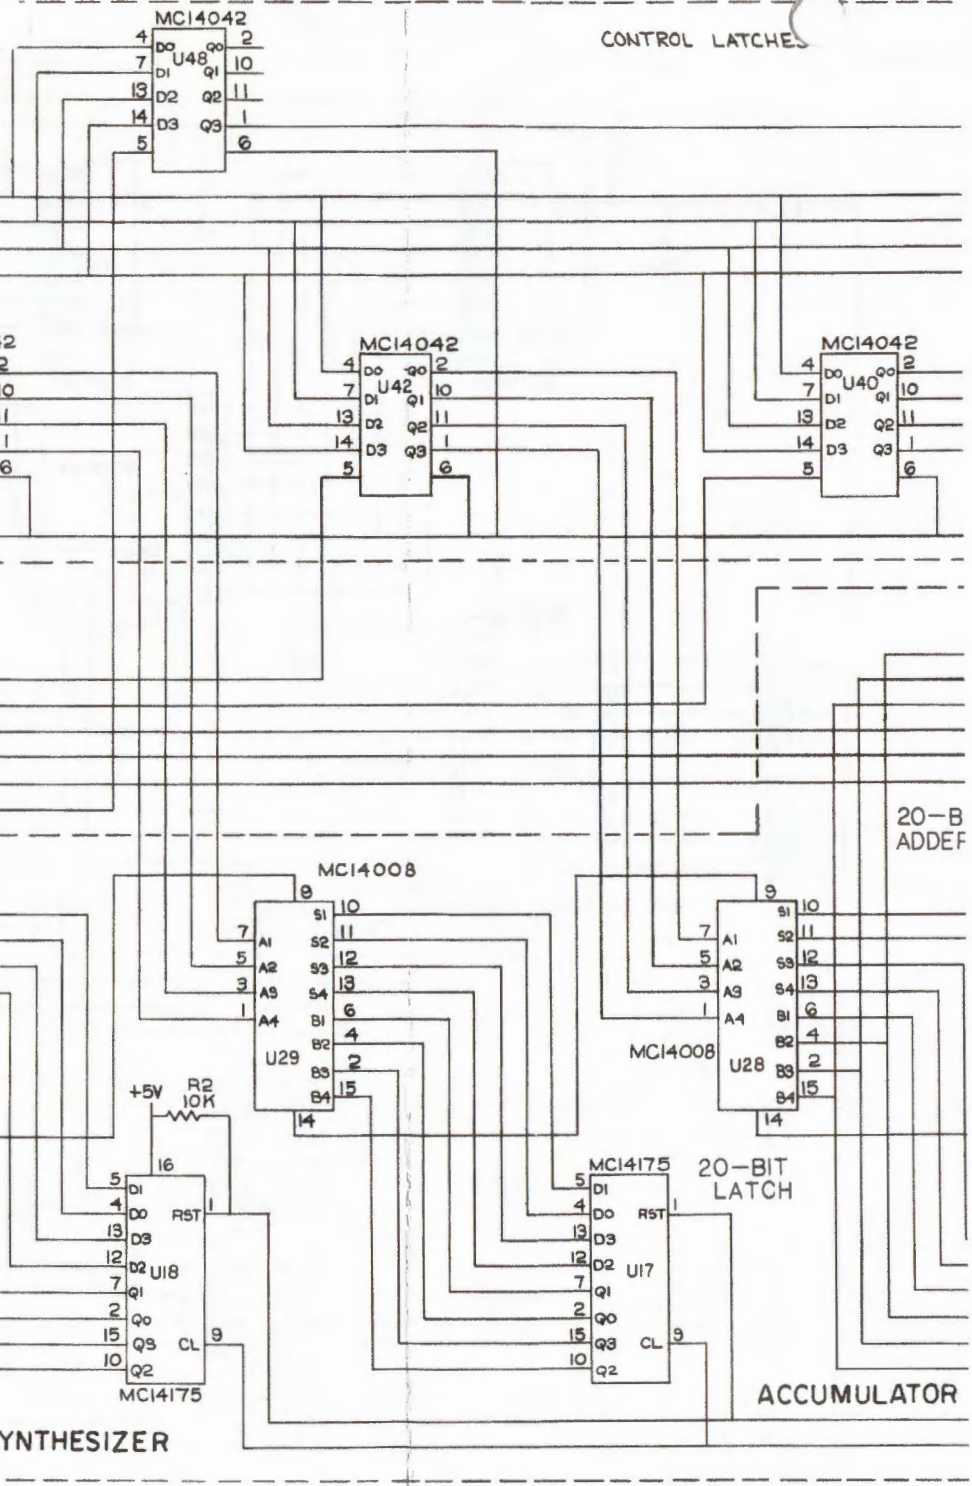 MC14042
CONTROL LATCHES
4 D0 Q0 2
U48
7 D1 Q1 10
13 D2 Q2 11
14 D3 Q3 1
5 6
42
2
10
11
1
6
MC14042
4 D0 Q0 2
U42
7 D1 Q1 10
13 D2 Q2 11
14 D3 Q3 1
5 6
MC14042
4 D0 Q0 2
U40
7 D1 Q1 10
13 D2 Q2 11
14 D3 Q3 1
5 6
20-B
ADDER
MC14008
9
S1 10
7 A1 S2 11
5 A2 S3 12
3 A3 S4 13
1 A4 B1 6
B2 4
U29
B3 2
B4 15
14
9
S1 10
7 A1 S2 11
5 A2 S3 12
3 A3 S4 13
1 A4 B1 6
B2 4
MC14008 U28
B3 2
B4 15
14
+5V R2
10K
16
5 D1
4 D0 RST 1
13 D3
12 D2
U18
7 Q1
2 Q0
15 Q3 CL 9
10 Q2
MC14175
MC14175
20-BIT
LATCH
5 D1
4 D0 RST 1
13 D3
12 D2 U17
7 Q1
2 Q0
15 Q3 CL 9
10 Q2
ACCUMULATOR
YNTHESIZER